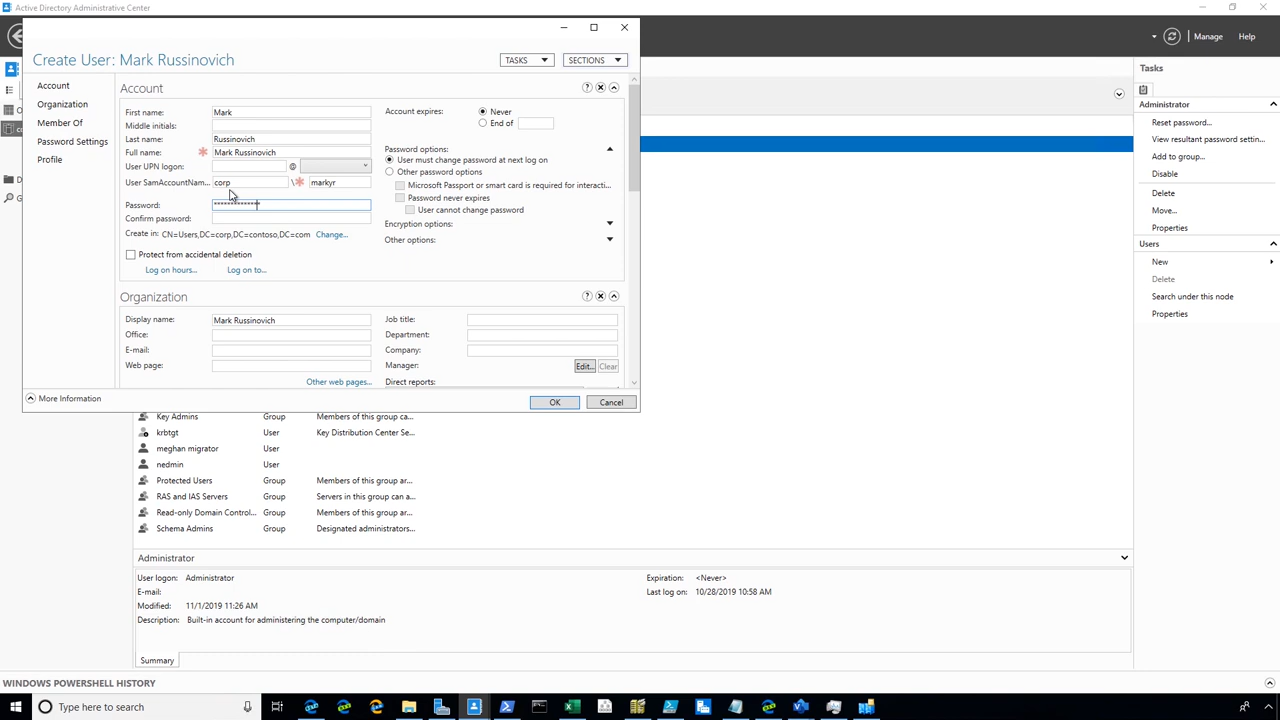 Active Directory Administrative Center
Manage Help
Create User: Mark Russinovich
TASKS
SECTIONS
Account
Organization
Member Of
Password Settings
Profile
Account
First name: Mark
Middle initials:
Last name: Russinovich
Full name: Mark Russinovich
User UPN logon: @
User SamAccountNam... corp \ markyr
Password: **************
Confirm password:
Create in: CN=Users,DC=corp,DC=contoso,DC=com Change...
Protect from accidental deletion
Log on hours... Log on to...
Account expires: Never
End of
Password options:
User must change password at next log on
Other password options
Microsoft Passport or smart card is required for interacti...
Password never expires
User cannot change password
Encryption options:
Other options:
Organization
Display name: Mark Russinovich
Office:
E-mail:
Web page:
Other web pages...
Job title:
Department:
Company:
Manager: Edit... Clear
Direct reports:
More Information
OK Cancel
Key Admins Group Members of this group ca...
krbtgt User Key Distribution Center Se...
meghan migrator User
nedmin User
Protected Users Group Members of this group ar...
RAS and IAS Servers Group Servers in this group can a...
Read-only Domain Control... Group Members of this group ar...
Schema Admins Group Designated administrators...
Administrator
User logon: Administrator
E-mail:
Modified: 11/1/2019 11:26 AM
Description: Built-in account for administering the computer/domain
Expiration: <Never>
Last log on: 10/28/2019 10:58 AM
Summary
WINDOWS POWERSHELL HISTORY
Tasks
Administrator
Reset password...
View resultant password settin...
Add to group...
Disable
Delete
Move...
Properties
Users
New
Delete
Search under this node
Properties
Type here to search